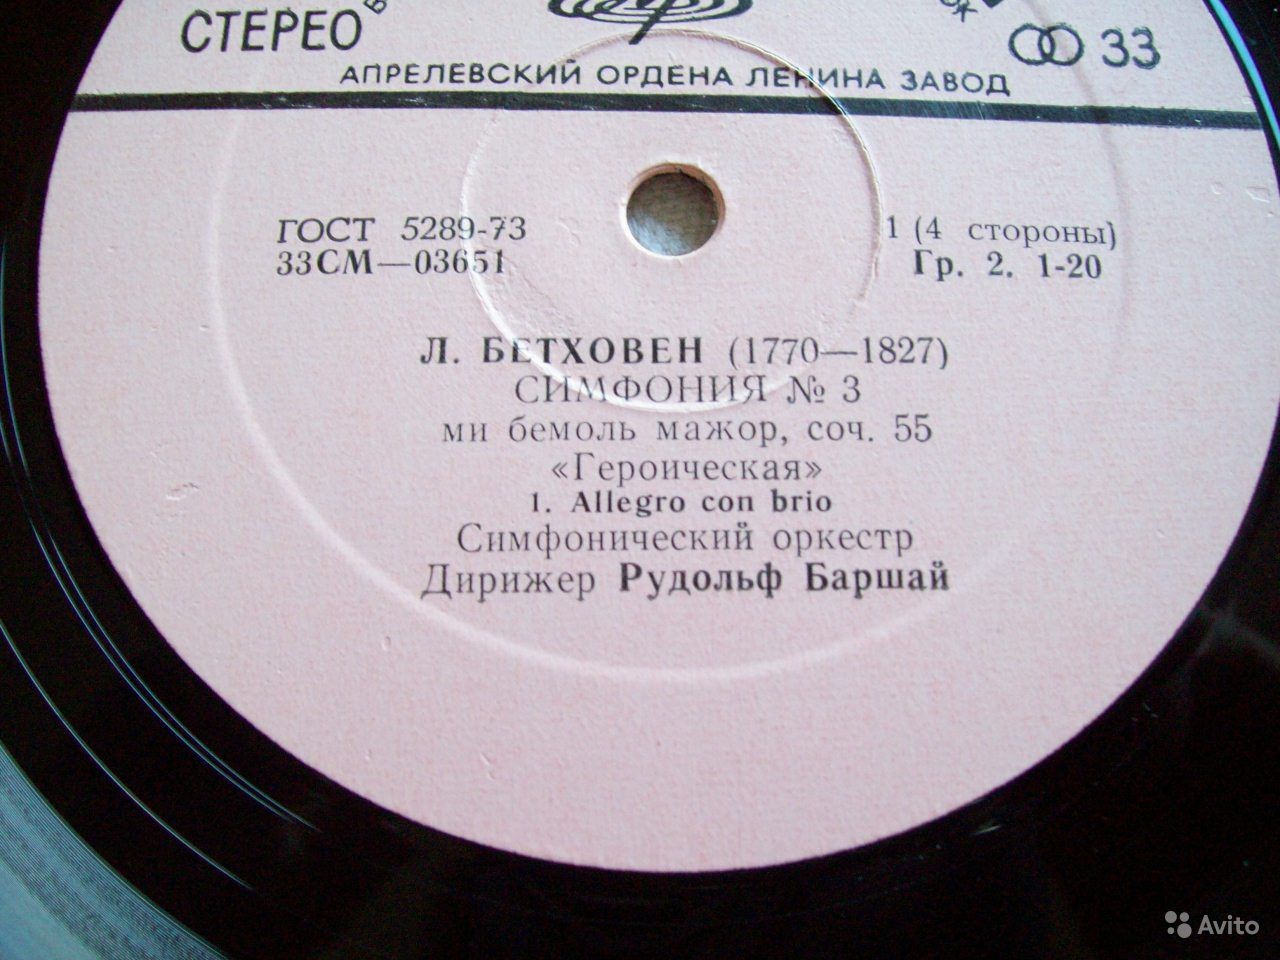 СТЕРЕО
33
АПРЕЛЕВСКИЙ ОРДЕНА ЛЕНИНА ЗАВОД
ГОСТ 5289-73
33СМ—03651
1 (4 стороны)
Гр. 2. 1-20
Л. БЕТХОВЕН (1770—1827)
СИМФОНИЯ № 3
ми бемоль мажор, соч. 55
«Героическая»
1. Allegro con brio
Симфонический оркестр
Дирижер Рудольф Баршай
Avito